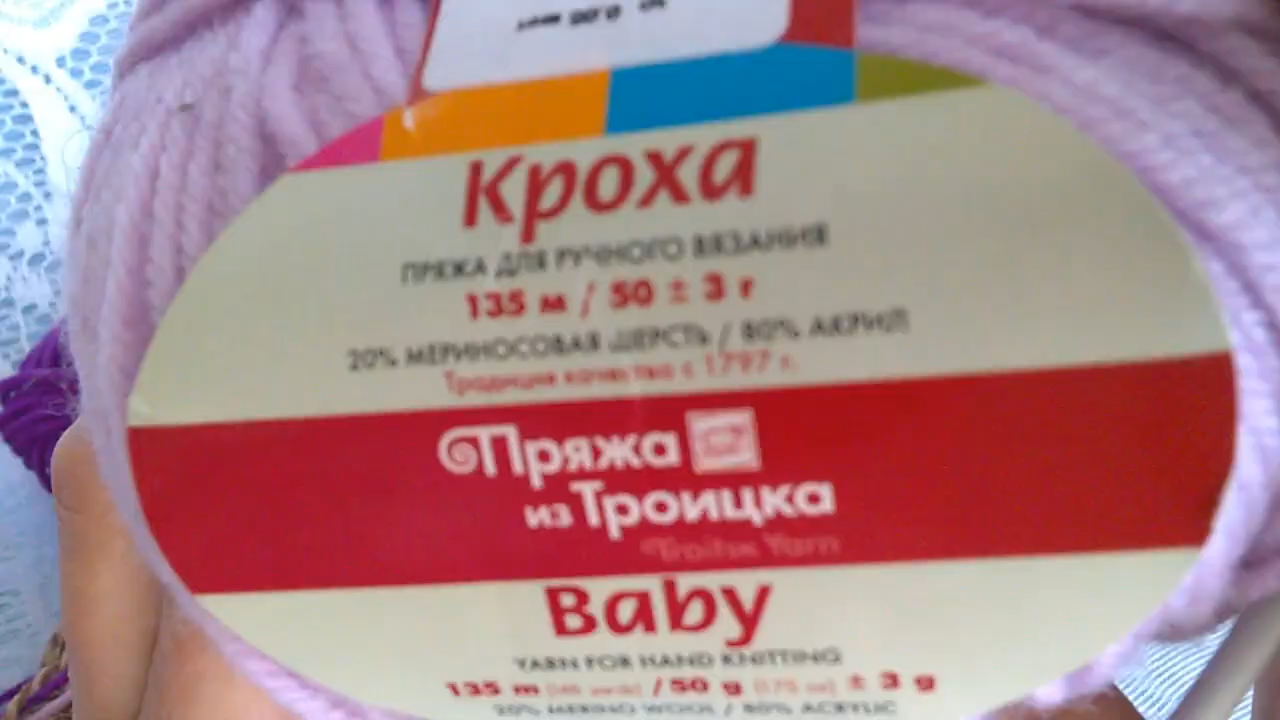 Кроха
ПРЯЖА ДЛЯ РУЧНОГО ВЯЗАНИЯ
135 м / 50 ± 3 г
20% МЕРИНОСОВАЯ ШЕРСТЬ / 80% АКРИЛ
Традиция качества с 1797 г.
Пряжа
из Троицка
Troitsk Yarn
Baby
YARN FOR HAND KNITTING
135 m / 50 g ± 3 g
20% MERINO WOOL / 80% ACRYLIC